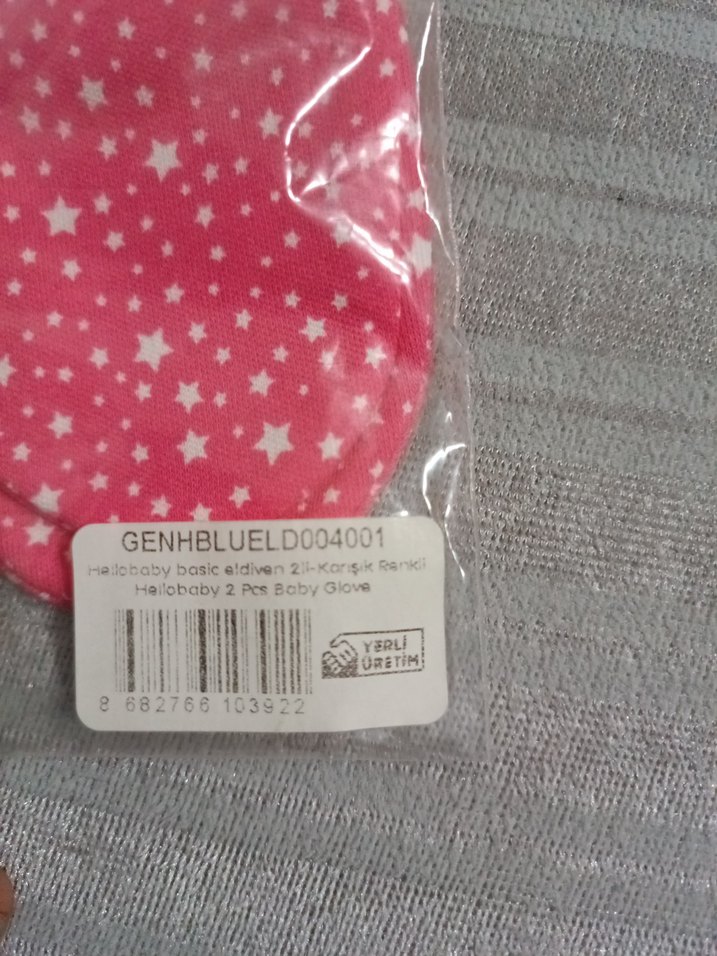 GENHBLUELD004001
Hellobaby basic eldiven 2li-Karışık Renkli
Hellobaby 2 Pcs Baby Glove
YERLİ
ÜRETİM
8 682766 103922